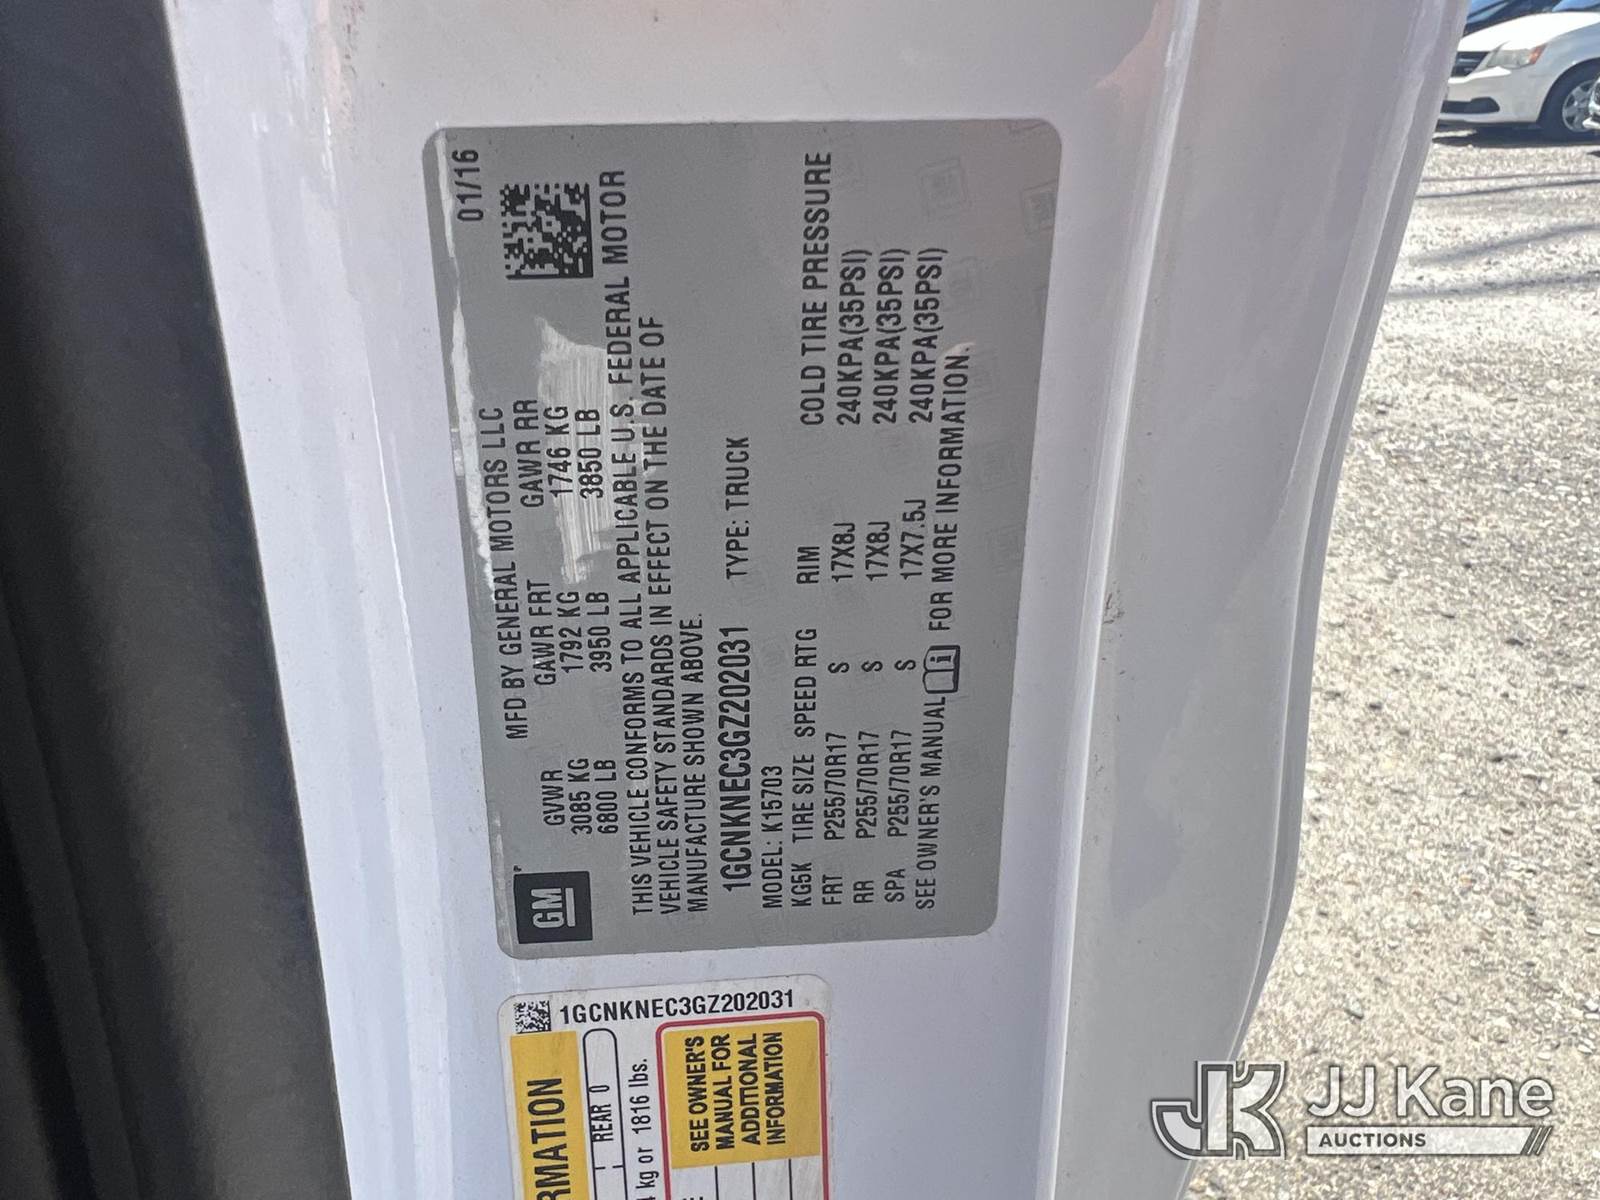 01/16
MFD BY GENERAL MOTORS LLC
GM
GVWR GAWR FRT GAWR RR
3085 KG 1792 KG 1746 KG
6800 LB 3950 LB 3850 LB
THIS VEHICLE CONFORMS TO ALL APPLICABLE U.S. FEDERAL MOTOR
VEHICLE SAFETY STANDARDS IN EFFECT ON THE DATE OF
MANUFACTURE SHOWN ABOVE.
1GCNKNEC3GZ202031 TYPE: TRUCK
MODEL: K15703
KG5K TIRE SIZE SPEED RTG RIM COLD TIRE PRESSURE
FRT P255/70R17 S 17X8J 240KPA(35PSI)
RR P255/70R17 S 17X8J 240KPA(35PSI)
SPA P255/70R17 S 17X7.5J 240KPA(35PSI)
SEE OWNER'S MANUAL FOR MORE INFORMATION.
1GCNKNEC3GZ202031
RMATION
REAR 0
kg or 1816 lbs.
SEE OWNER'S
MANUAL FOR
ADDITIONAL
INFORMATION
JK JJ Kane
AUCTIONS